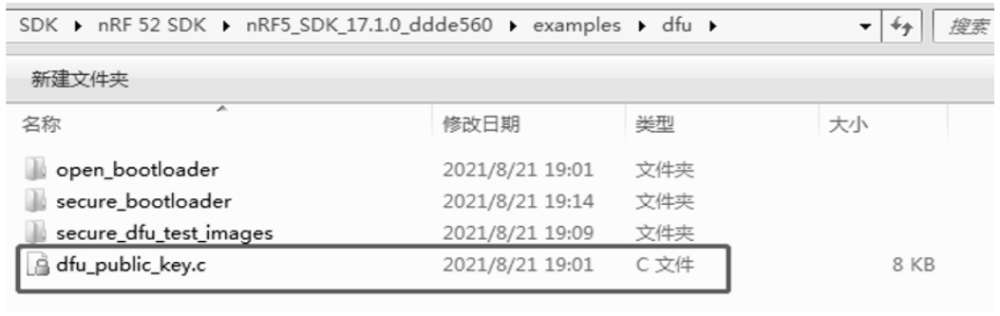 SDK ▸ nRF 52 SDK ▸ nRF5_SDK_17.1.0_ddde560 ▸ examples ▸ dfu ▸ 搜索
新建文件夹
名称 修改日期 类型 大小
open_bootloader 2021/8/21 19:01 文件夹
secure_bootloader 2021/8/21 19:14 文件夹
secure_dfu_test_images 2021/8/21 19:09 文件夹
dfu_public_key.c 2021/8/21 19:01 C 文件 8 KB